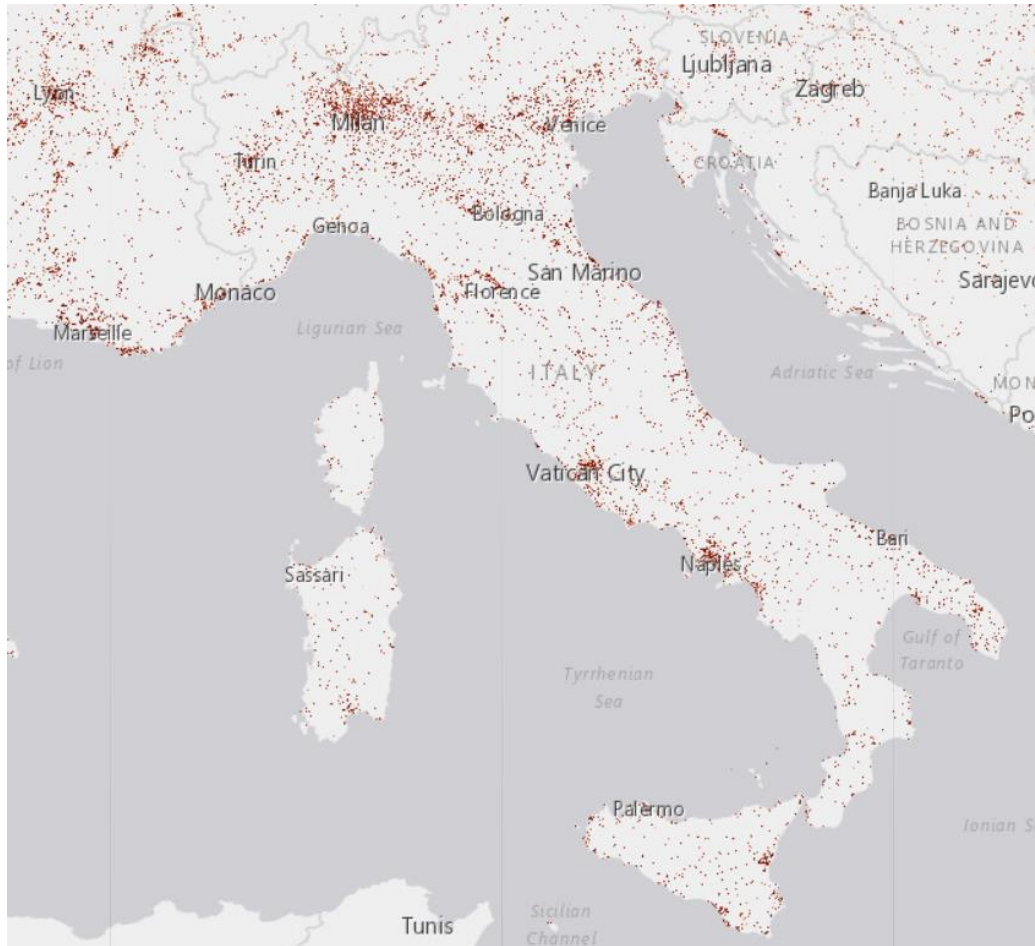 SLOVENIA
Ljubljana
Lyon
Zagreb
Milan
Venice
Turin
CROATIA
Banja Luka
Bologna
Genoa
BOSNIA AND
HERZEGOVINA
San Marino
Sarajevo
Monaco
Florence
Ligurian Sea
Marseille
of Lion
ITALY
Adriatic Sea
MON
Po
Vatican City
Bari
Naples
Sassari
Gulf of
Taranto
Tyrrhenian
Sea
Palermo
Ionian S
Sicilian
Channel
Tunis